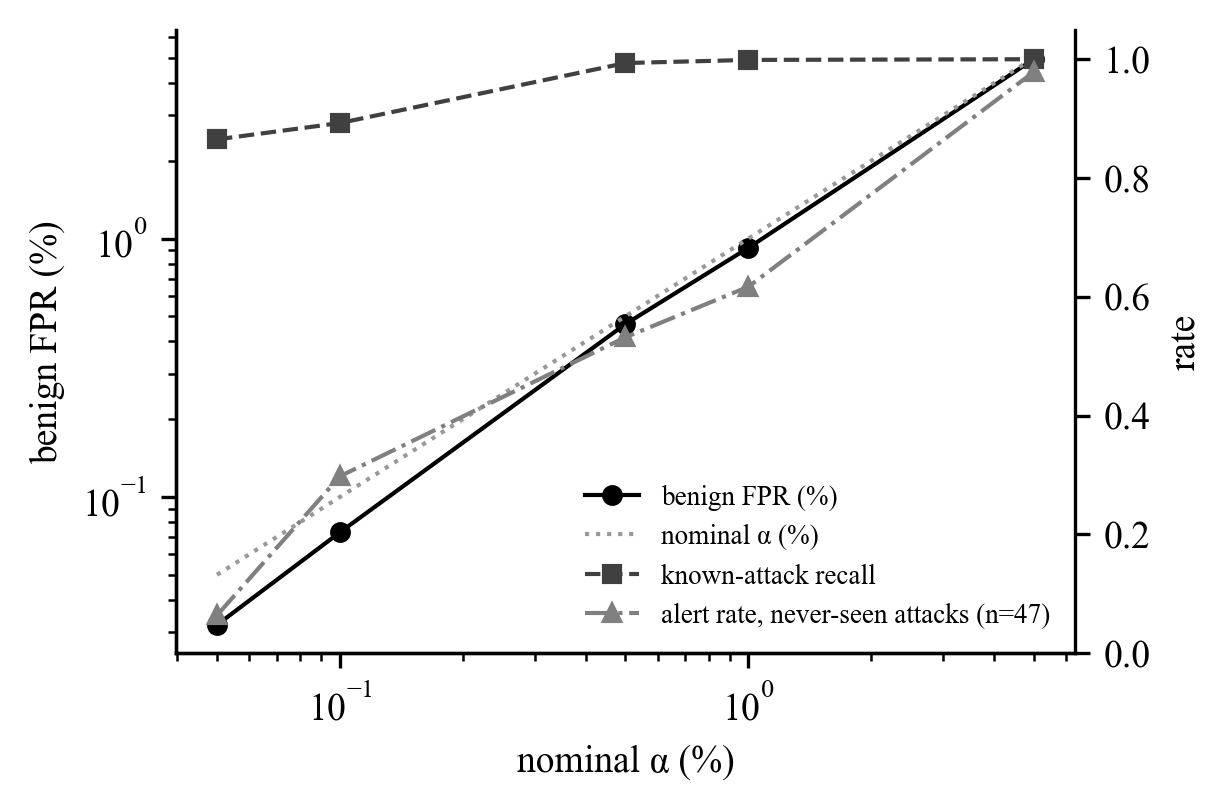 benign FPR (%)
10⁰
10⁻¹
1.0
0.8
0.6
0.4
0.2
0.0
rate
benign FPR (%)
nominal α (%)
known-attack recall
alert rate, never-seen attacks (n=47)
10⁻¹
10⁰
nominal α (%)